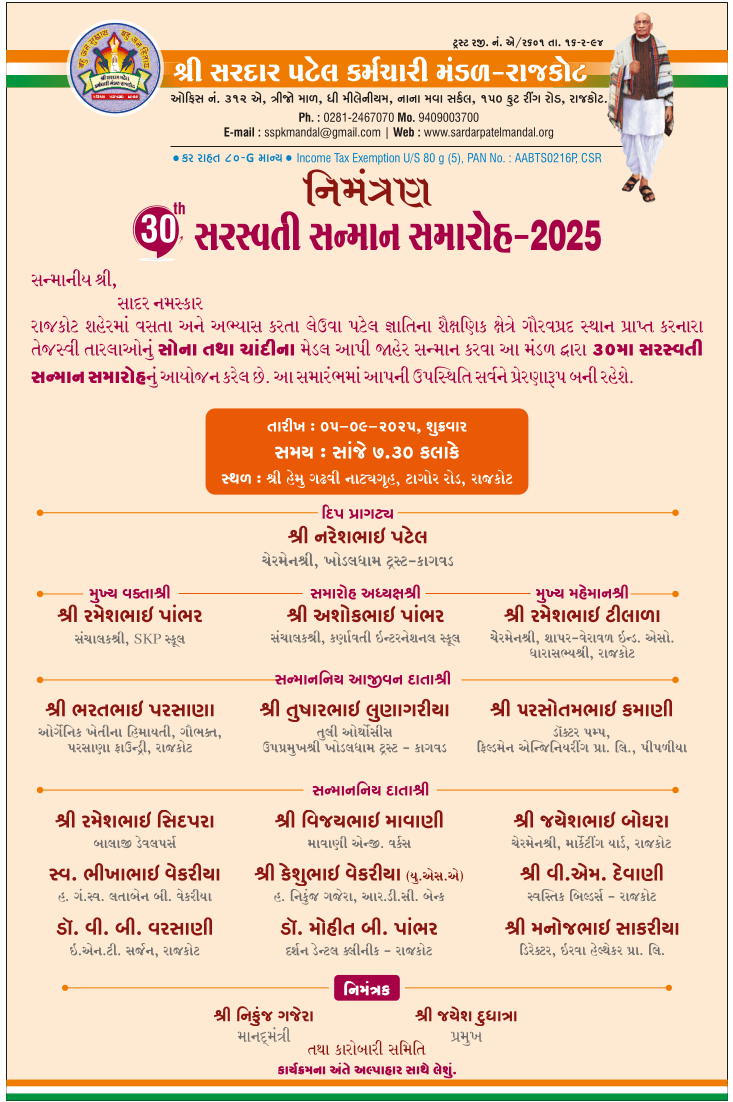 ટ્રસ્ટ રજી. નં. એ/૨૬૦૧ તા. ૧૬-૨-૯૪
શ્રી સરદાર પટેલ કર્મચારી મંડળ-રાજકોટ
ઓફિસ નં. ૩૧૨ એ, ત્રીજો માળ, ધી મીલેનીયમ, નાના મવા સર્કલ, ૧૫૦ ફુટ રીંગ રોડ, રાજકોટ.
Ph. : 0281-2467070 Mo. 9409003700
E-mail : sspkmandal@gmail.com | Web : www.sardarpatelmandal.org
• કર રાહત ૮૦-G માન્ય • Income Tax Exemption U/S 80 g (5), PAN No. : AABTS0216P, CSR
નિમંત્રણ
30th સરસ્વતી સન્માન સમારોહ-2025
સન્માનીય શ્રી,
સાદર નમસ્કાર
રાજકોટ શહેરમાં વસતા અને અભ્યાસ કરતા લેઉવા પટેલ જ્ઞાતિના શૈક્ષણિક ક્ષેત્રે ગૌરવપ્રદ સ્થાન પ્રાપ્ત કરનારા
તેજસ્વી તારલાઓનું સોના તથા ચાંદીના મેડલ આપી જાહેર સન્માન કરવા આ મંડળ દ્વારા 30મા સરસ્વતી
સન્માન સમારોહનું આયોજન કરેલ છે. આ સમારંભમાં આપની ઉપસ્થિતિ સર્વને પ્રેરણારૂપ બની રહેશે.
તારીખ : ૦૫-૦૯-૨૦૨૫, શુક્રવાર
સમય : સાંજે ૭.30 કલાકે
સ્થળ : શ્રી હેમુ ગઢવી નાટ્યગૃહ, ટાગોર રોડ, રાજકોટ
દિપ પ્રાગટ્ય
શ્રી નરેશભાઇ પટેલ
ચેરમેનશ્રી, ખોડલધામ ટ્રસ્ટ-કાગવડ
મુખ્ય વક્તાશ્રી સમારોહ અધ્યક્ષશ્રી મુખ્ય મહેમાનશ્રી
શ્રી રમેશભાઇ પાંભર શ્રી અશોકભાઇ પાંભર શ્રી રમેશભાઇ ટીલાળા
સંચાલકશ્રી, SKP સ્કૂલ સંચાલકશ્રી, કર્ણાવતી ઇન્ટરનેશનલ સ્કૂલ ચેરમેનશ્રી, શાપર-વેરાવળ ઇન્ડ. એસો.
ધારાસભ્યશ્રી, રાજકોટ
સન્માનનિય આજીવન દાતાશ્રી
શ્રી ભરતભાઇ પરસાણા શ્રી તુષારભાઇ લુણાગરીયા શ્રી પરસોતમભાઇ કમાણી
ઓર્ગેનિક ખેતીના હિમાયતી, ગૌભક્ત, તુલી ઓર્થોસીસ ડૉક્ટર પમ્પ,
પરસાણા ફાઉન્ડ્રી, રાજકોટ ઉપપ્રમુખશ્રી ખોડલધામ ટ્રસ્ટ - કાગવડ ફિલ્ડમેન એન્જિનિયરીંગ પ્રા. લિ., પીપળીયા
સન્માનનિય દાતાશ્રી
શ્રી રમેશભાઇ સિદપરા શ્રી વિજયભાઇ માવાણી શ્રી જયેશભાઇ બોઘરા
બાલાજી ડેવલપર્સ માવાણી એન્જી. વર્કસ ચેરમેનશ્રી, માર્કેટીંગ યાર્ડ, રાજકોટ
સ્વ. ભીખાભાઇ વેકરીયા શ્રી કેશુભાઇ વેકરીયા (યુ.એસ.એ) શ્રી વી.એમ. દેવાણી
હ. ગં.સ્વ. લતાબેન બી. વેકરીયા હ. નિકુંજ ગજેરા, આર.ડી.સી. બેન્ક સ્વસ્તિક બિલ્ડર્સ - રાજકોટ
ડૉ. વી. બી. વરસાણી ડૉ. મોહીત બી. પાંભર શ્રી મનોજભાઇ સાકરીયા
ઇ.એન.ટી. સર્જન, રાજકોટ દર્શન ડેન્ટલ ક્લીનીક - રાજકોટ ડિરેક્ટર, ઇરવા હેલ્થકેર પ્રા. લિ.
નિમંત્રક
શ્રી નિકુંજ ગજેરા શ્રી જયેશ દુધાત્રા
માનદ્‌મંત્રી પ્રમુખ
તથા કારોબારી સમિતિ
કાર્યક્રમના અંતે અલ્પાહાર સાથે લેશું.